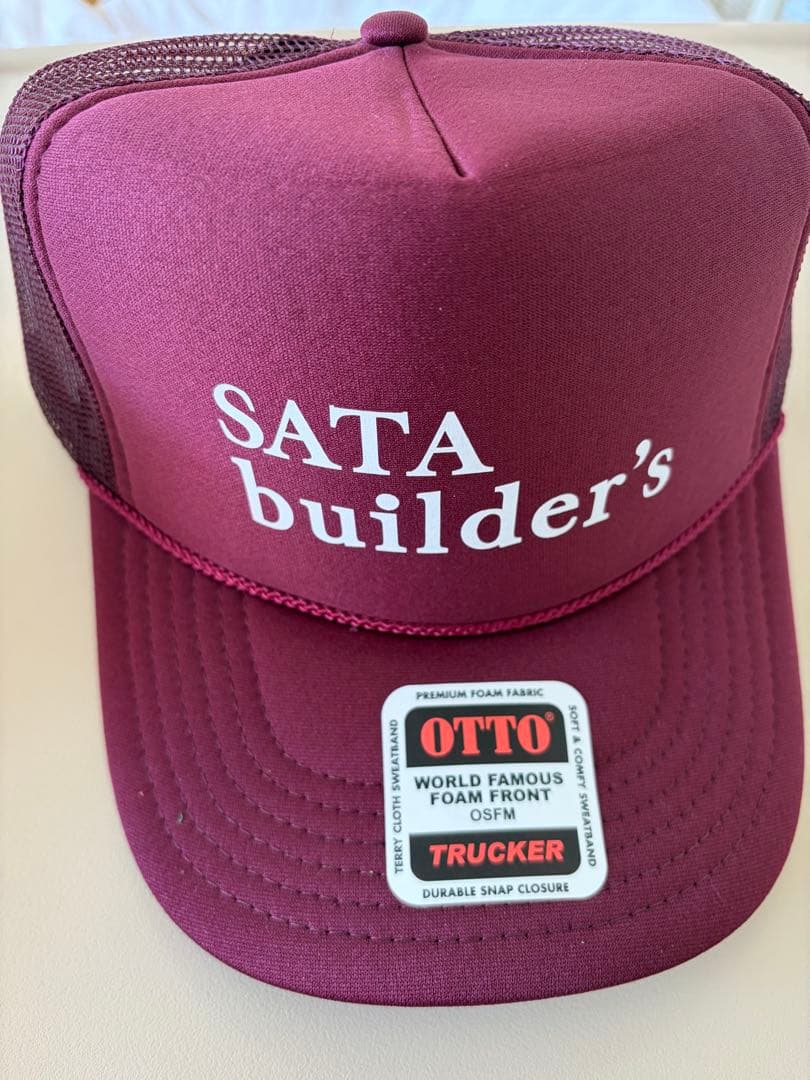 SATA
builder's
PREMIUM FOAM FABRIC
OTTO®
WORLD FAMOUS
FOAM FRONT
OSFM
TRUCKER
DURABLE SNAP CLOSURE
TERRY CLOTH SWEATBAND
SOFT & COMFY SWEATBAND